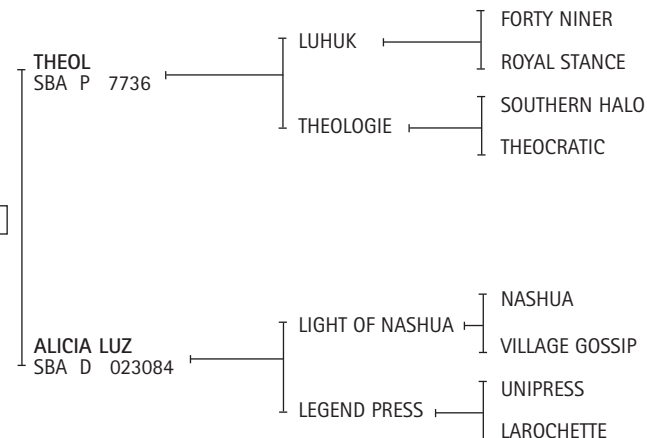 FORTY NINER
LUHUK
ROYAL STANCE
THEOL
SBA P 7736
SOUTHERN HALO
THEOLOGIE
THEOCRATIC
NASHUA
LIGHT OF NASHUA
VILLAGE GOSSIP
ALICIA LUZ
SBA D 023084
UNIPRESS
LEGEND PRESS
LAROCHETTE